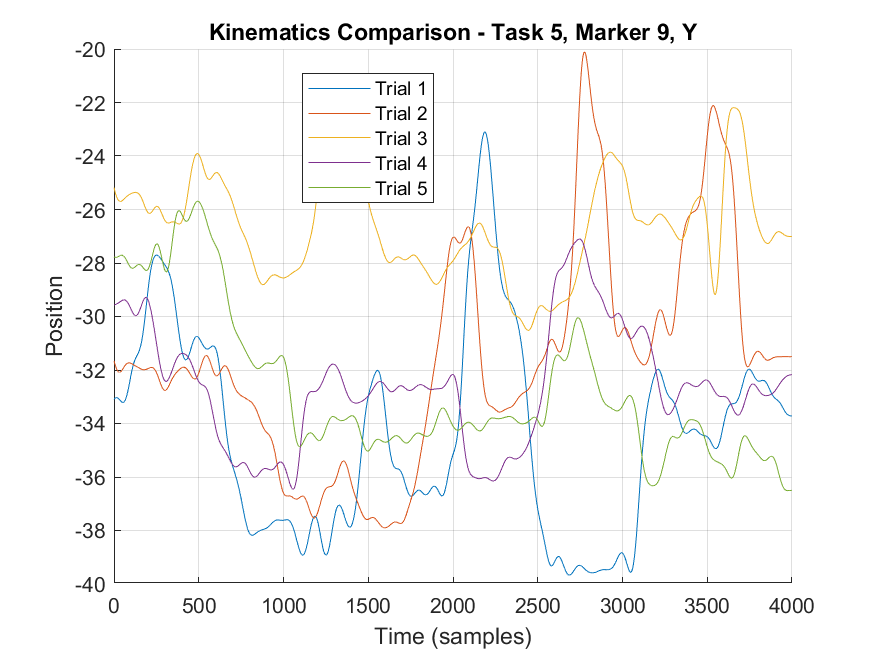 Kinematics Comparison - Task 5, Marker 9, Y
-20
-22
-24
-26
-28
-30
-32
-34
-36
-38
-40
Position
Trial 1
Trial 2
Trial 3
Trial 4
Trial 5
0 500 1000 1500 2000 2500 3000 3500 4000
Time (samples)